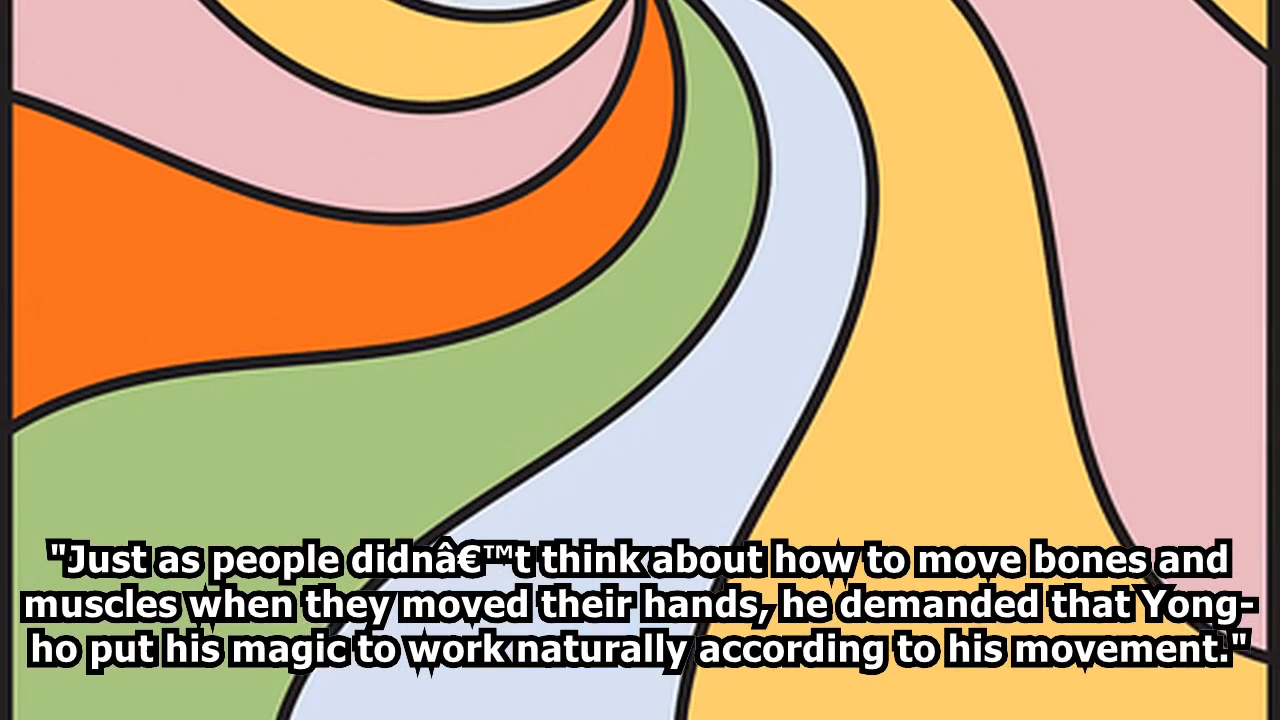 "Just as people didnâ€™t think about how to move bones and
muscles when they moved their hands, he demanded that Yong-
ho put his magic to work naturally according to his movement."